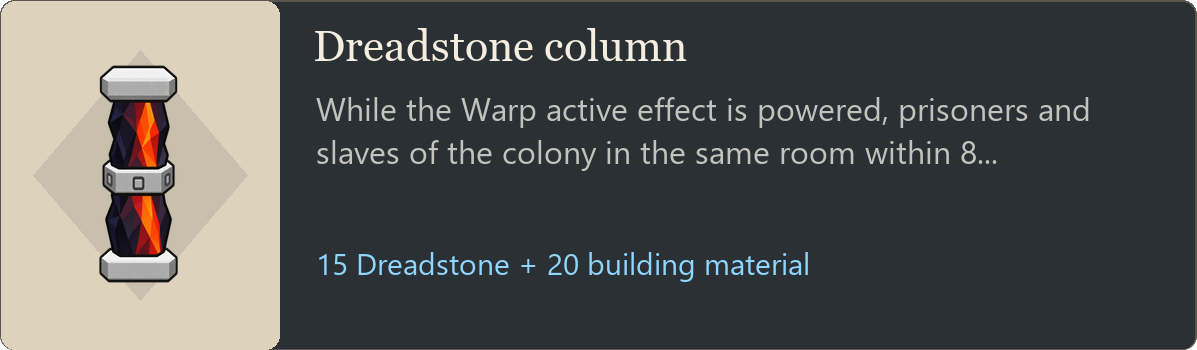 Dreadstone column
While the Warp active effect is powered, prisoners and
slaves of the colony in the same room within 8...
15 Dreadstone + 20 building material